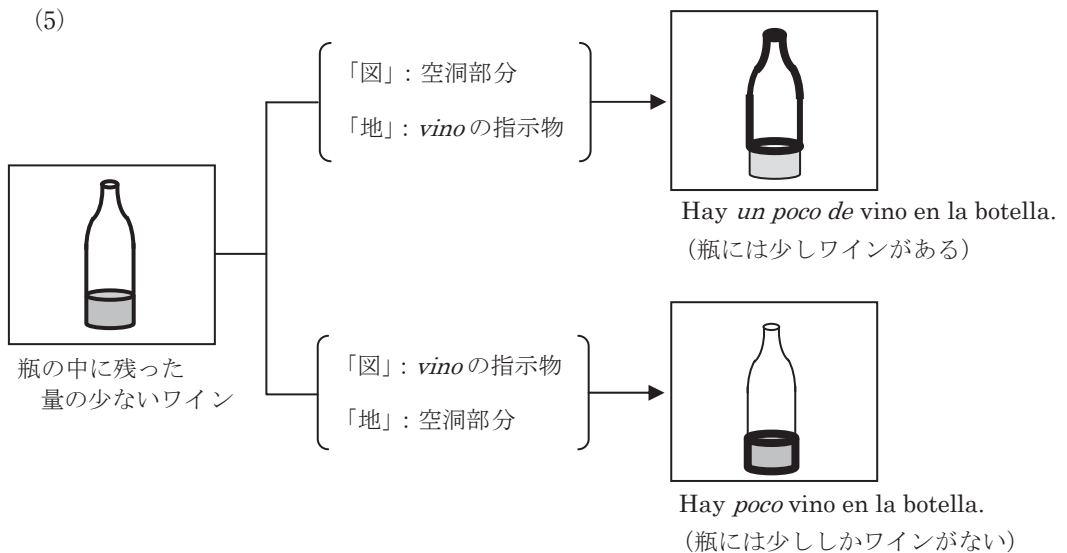 (5)
「図」: 空洞部分
「地」: vino の指示物
Hay un poco de vino en la botella.
（瓶には少しワインがある）
瓶の中に残った
量の少ないワイン
「図」: vino の指示物
「地」: 空洞部分
Hay poco vino en la botella.
（瓶には少ししかワインがない）